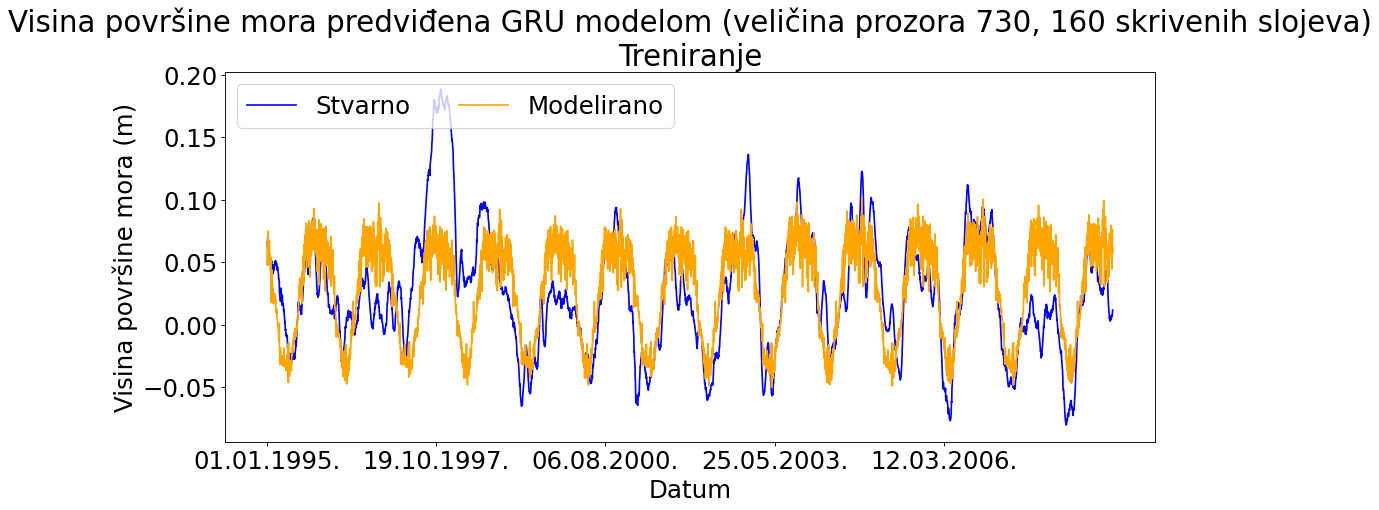 Visina površine mora predviđena GRU modelom (veličina prozora 730, 160 skrivenih slojeva)
Treniranje
Stvarno
Modelirano
Visina površine mora (m)
0.20
0.15
0.10
0.05
0.00
−0.05
01.01.1995.
19.10.1997.
06.08.2000.
25.05.2003.
12.03.2006.
Datum